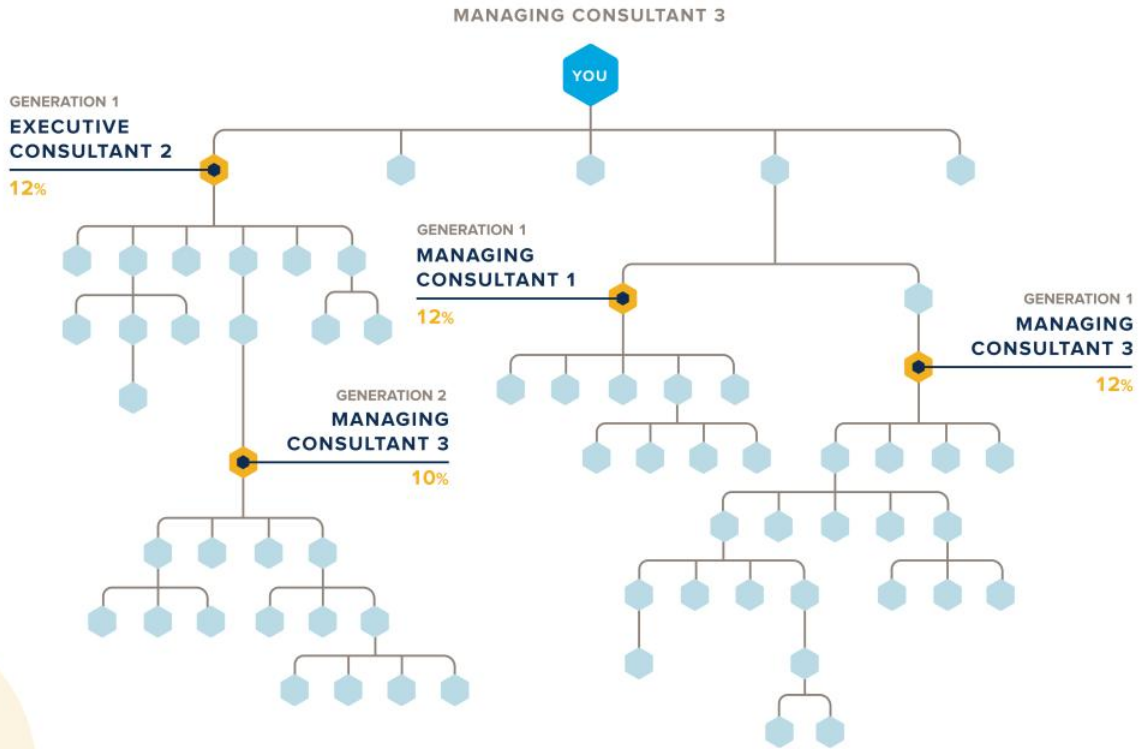 MANAGING CONSULTANT 3
YOU
GENERATION 1
EXECUTIVE
CONSULTANT 2
12%
GENERATION 1
MANAGING
CONSULTANT 1
12%
GENERATION 1
MANAGING
CONSULTANT 3
12%
GENERATION 2
MANAGING
CONSULTANT 3
10%